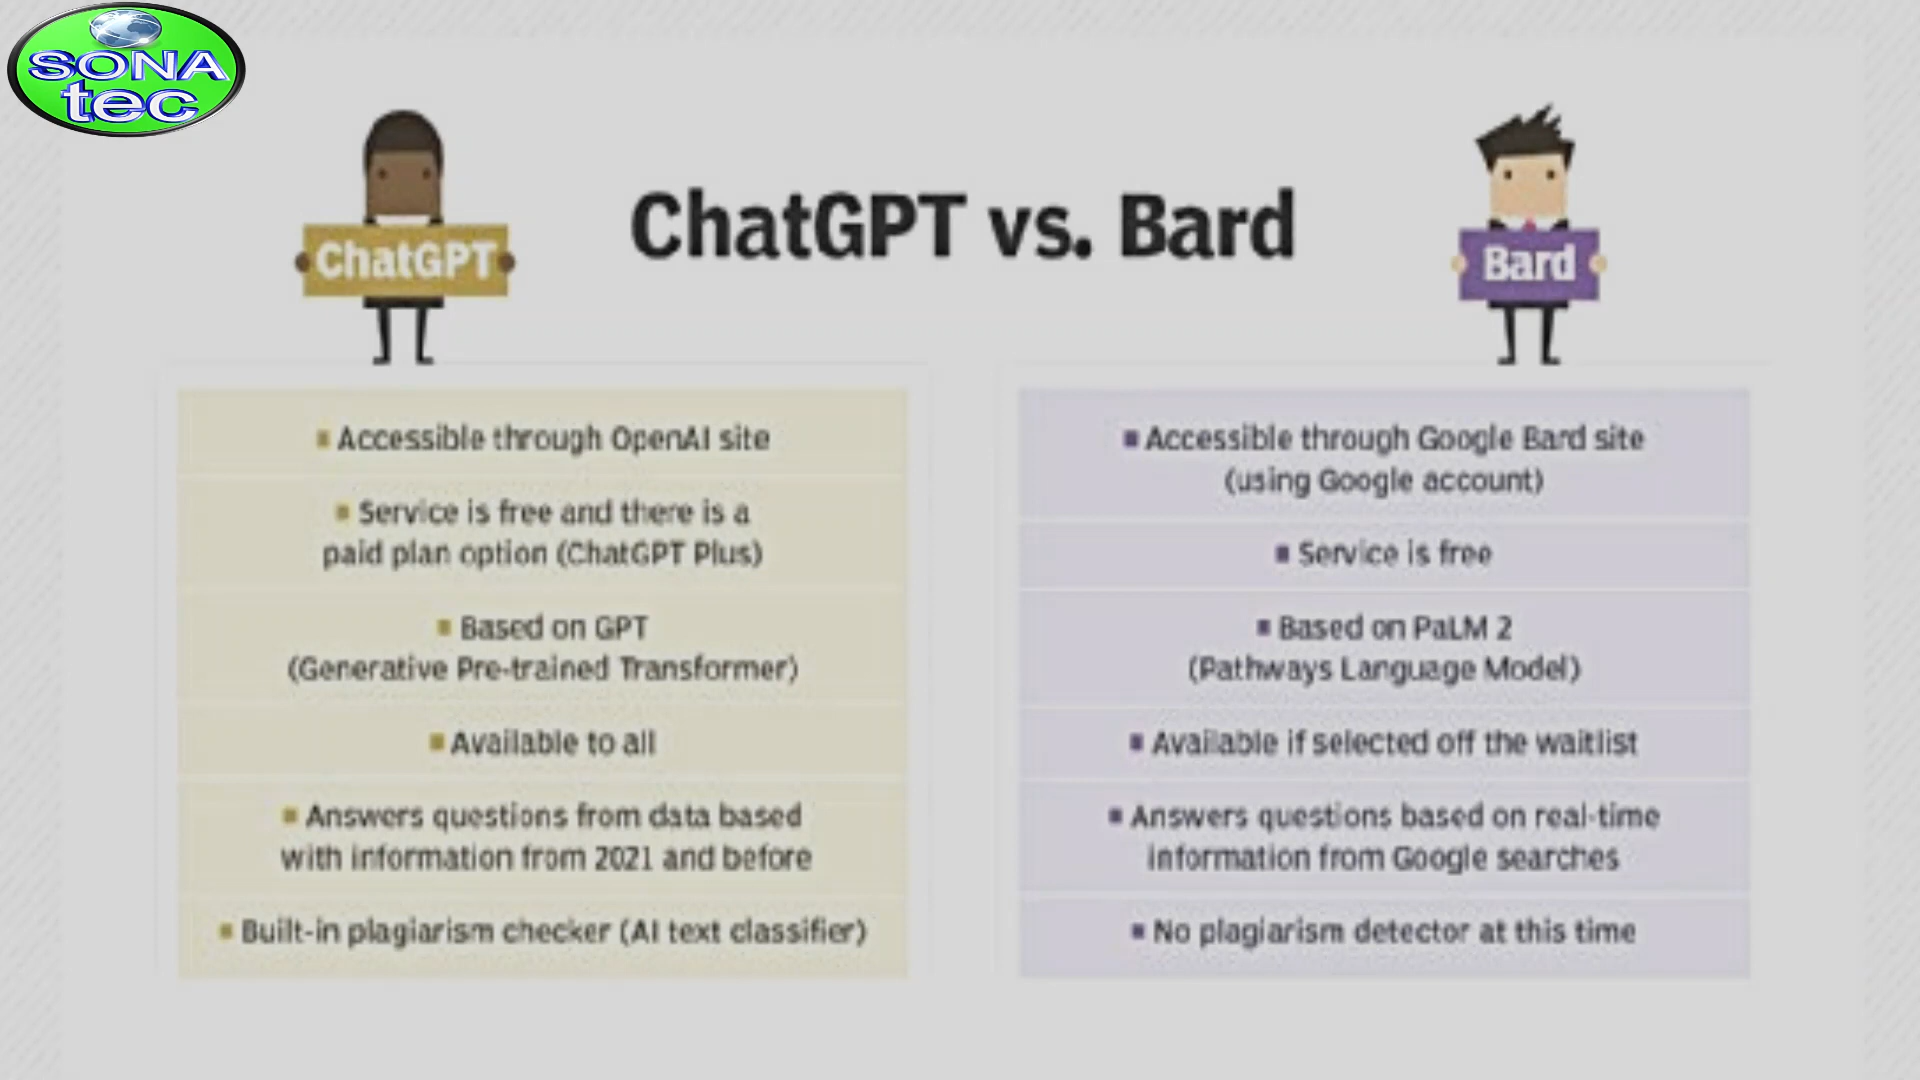 SONA
tec
ChatGPT vs. Bard
ChatGPT
Bard
▪ Accessible through OpenAI site
▪ Service is free and there is a
paid plan option (ChatGPT Plus)
▪ Based on GPT
(Generative Pre-trained Transformer)
▪ Available to all
▪ Answers questions from data based
with information from 2021 and before
▪ Built-in plagiarism checker (AI text classifier)
▪ Accessible through Google Bard site
(using Google account)
▪ Service is free
▪ Based on PaLM 2
(Pathways Language Model)
▪ Available if selected off the waitlist
▪ Answers questions based on real-time
information from Google searches
▪ No plagiarism detector at this time